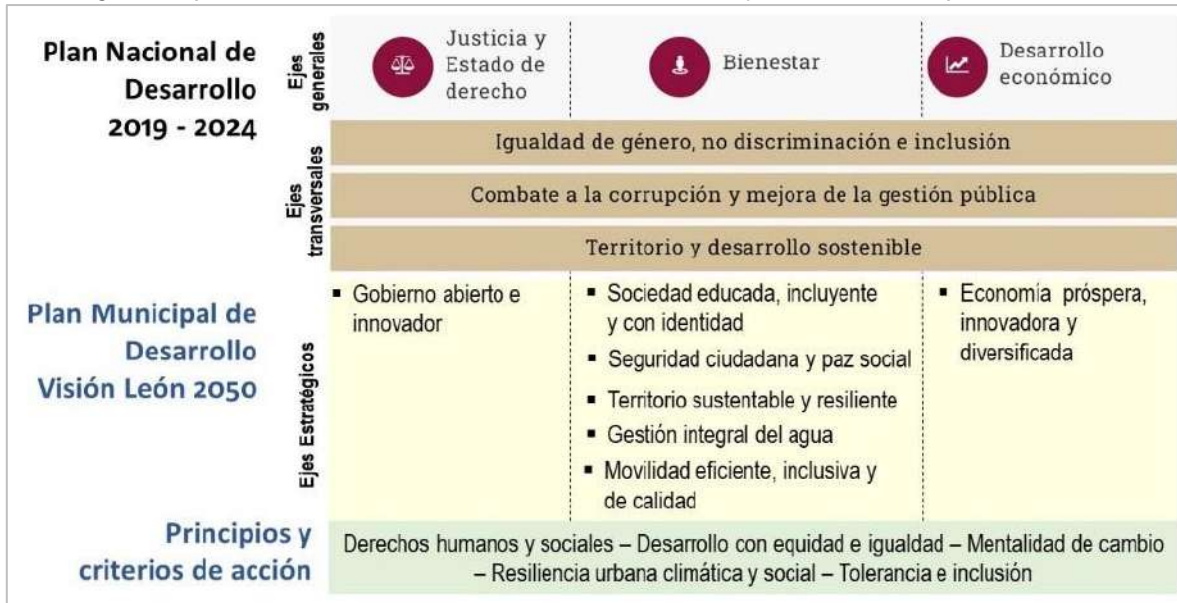 Plan Nacional de
Desarrollo
2019 - 2024
Ejes
generales
Justicia y
Estado de
derecho
Bienestar
Desarrollo
económico
Ejes
transversales
Igualdad de género, no discriminación e inclusión
Combate a la corrupción y mejora de la gestión pública
Territorio y desarrollo sostenible
Plan Municipal de
Desarrollo
Visión León 2050
Ejes Estratégicos
▪ Gobierno abierto e
innovador
▪ Sociedad educada, incluyente
y con identidad
▪ Seguridad ciudadana y paz social
▪ Territorio sustentable y resiliente
▪ Gestión integral del agua
▪ Movilidad eficiente, inclusiva y
de calidad
▪ Economía próspera,
innovadora y
diversificada
Principios y
criterios de acción
Derechos humanos y sociales – Desarrollo con equidad e igualdad – Mentalidad de cambio
– Resiliencia urbana climática y social – Tolerancia e inclusión